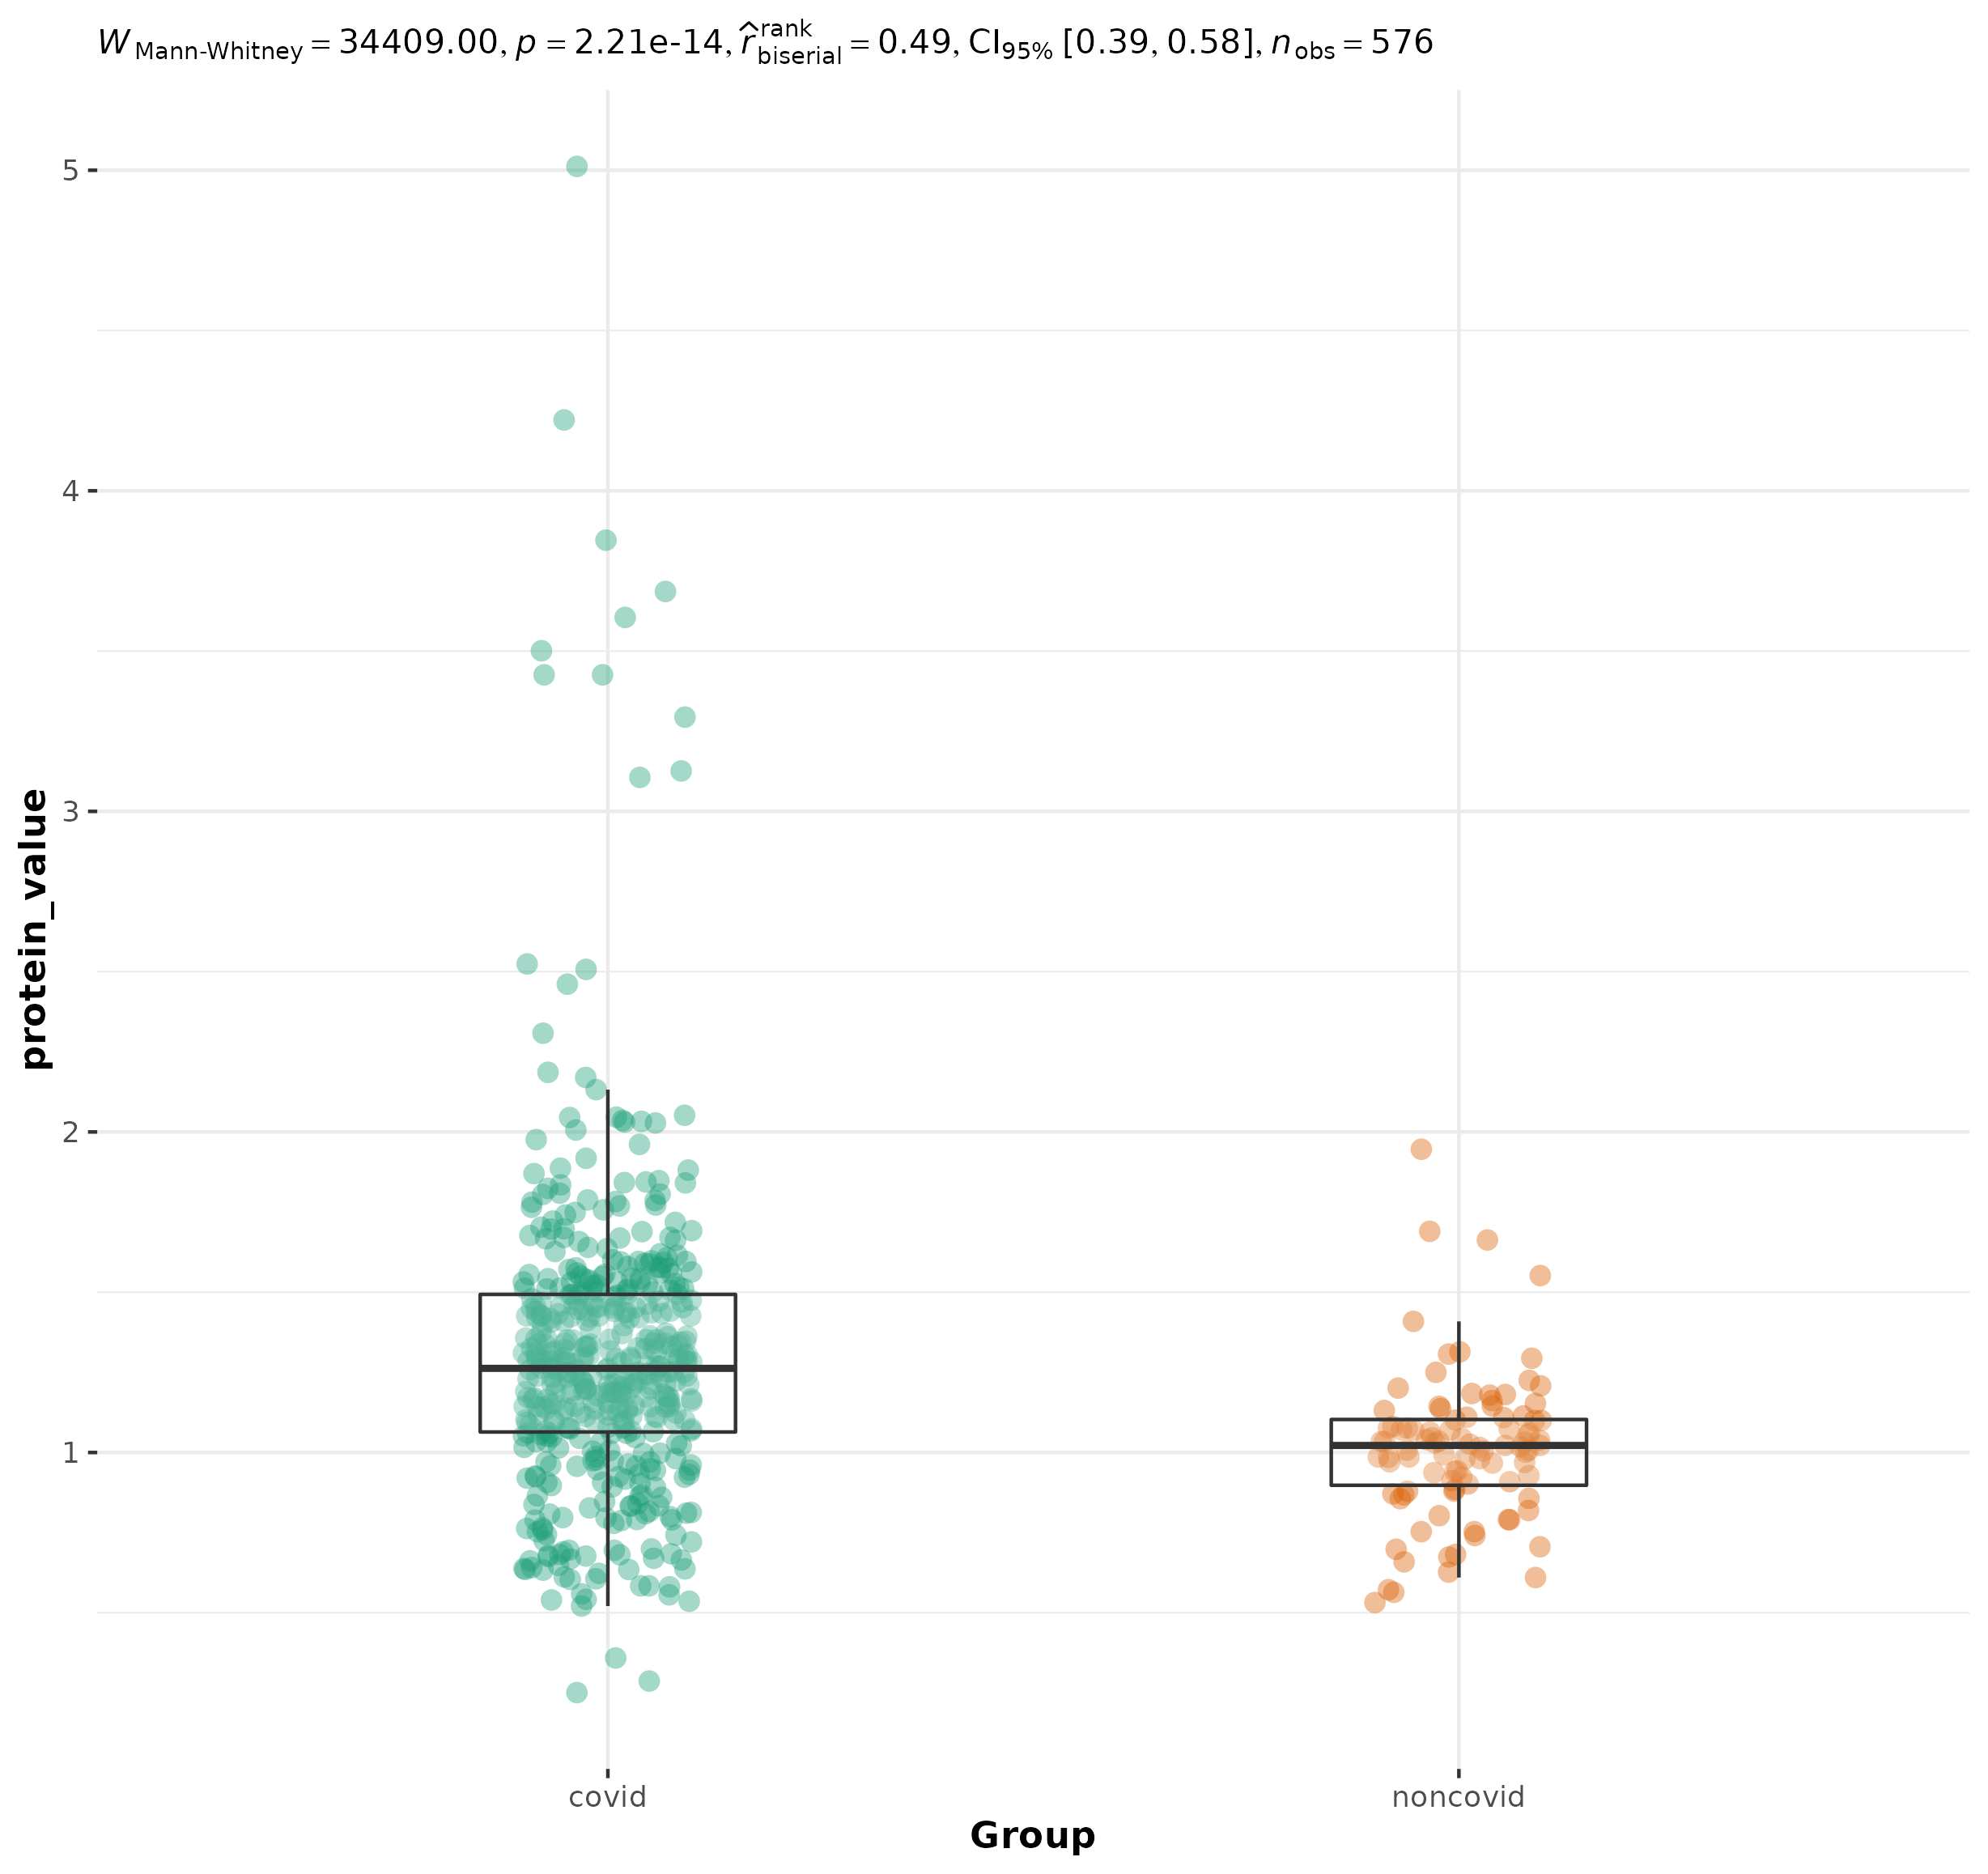 W Mann-Whitney = 34409.00, p = 2.21e-14, r̂ rank biserial = 0.49, CI95% [0.39, 0.58], n obs = 576
5
4
3
2
1
protein_value
covid
noncovid
Group